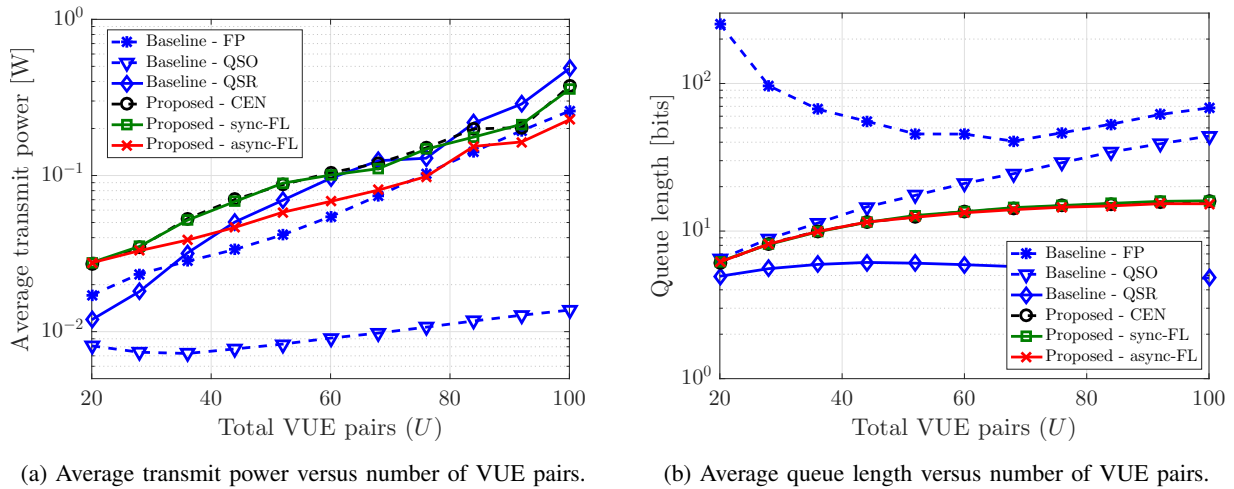 Average transmit power [W]
10^0
10^{-1}
10^{-2}
Baseline - FP
Baseline - QSO
Baseline - QSR
Proposed - CEN
Proposed - sync-FL
Proposed - async-FL
20 40 60 80 100
Total VUE pairs (U)
(a) Average transmit power versus number of VUE pairs.
Queue length [bits]
10^2
10^1
10^0
Baseline - FP
Baseline - QSO
Baseline - QSR
Proposed - CEN
Proposed - sync-FL
Proposed - async-FL
20 40 60 80 100
Total VUE pairs (U)
(b) Average queue length versus number of VUE pairs.